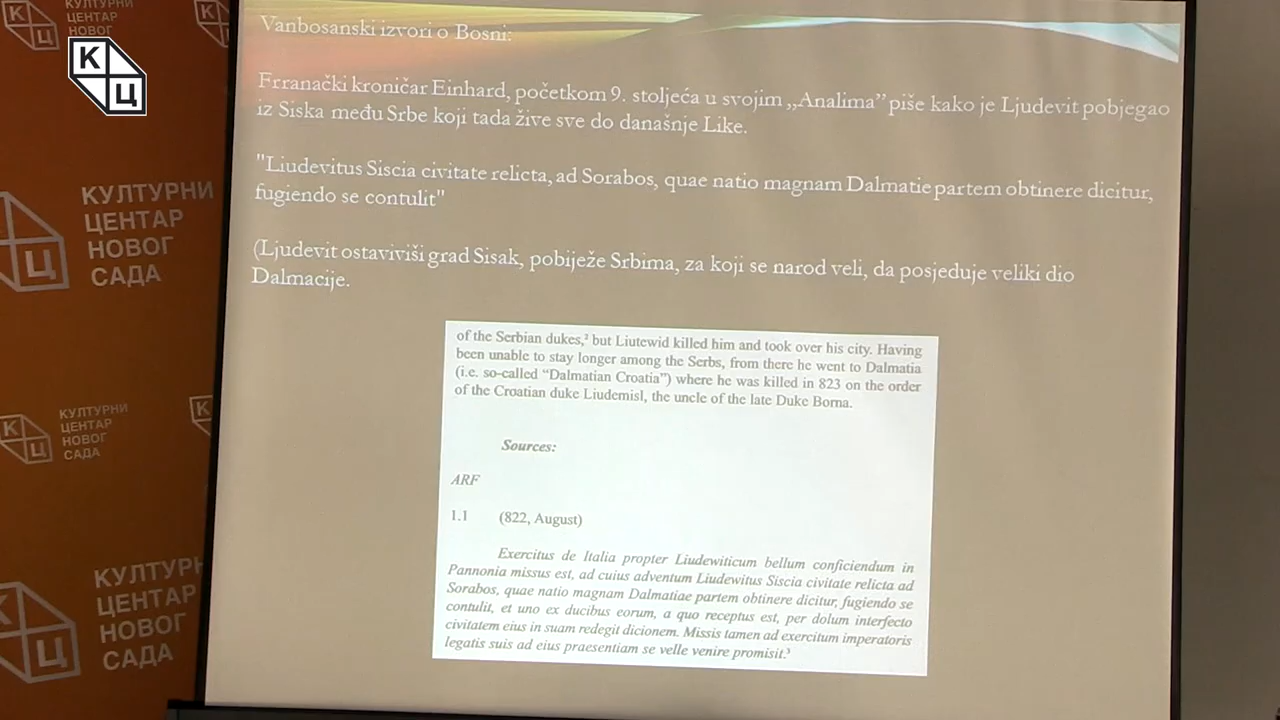 КЦ
ЦЕНТАР
НОВОГ
КУЛТУРНИ
ЦЕНТАР
НОВОГ
САДА
КУЛТУРНИ
ЦЕНТАР
НОВОГ
САДА
КУЛТУРН
ЦЕНТАР
НОВОГ
САДА
Vanbosanski izvori o Bosni:
Frranački kroničar Einhard, početkom 9. stoljeća u svojim „Analima” piše kako je Ljudevit pobjegao
iz Siska među Srbe koji tada žive sve do današnje Like.
"Liudevitus Siscia civitate relicta, ad Sorabos, quae natio magnam Dalmatie partem obtinere dicitur,
fugiendo se contulit"
(Ljudevit ostaviviši grad Sisak, pobiježe Srbima, za koji se narod veli, da posjeduje veliki dio
Dalmacije.
of the Serbian dukes,² but Liutewid killed him and took over his city. Having
been unable to stay longer among the Serbs, from there he went to Dalmatia
(i.e. so-called “Dalmatian Croatia”) where he was killed in 823 on the order
of the Croatian duke Liudemisl, the uncle of the late Duke Borna.
Sources:
ARF
1.1 (822, August)
Exercitus de Italia propter Liudewiticum bellum conficiendum in
Pannonia missus est, ad cuius adventum Liudewitus Siscia civitate relicta ad
Sorabos, quae natio magnam Dalmatiae partem obtinere dicitur, fugiendo se
contulit, et uno ex ducibus eorum, a quo receptus est, per dolum interfecto
civitatem eius in suam redegit dicionem. Missis tamen ad exercitum imperatoris
legatis suis ad eius praesentiam se velle venire promisit.³